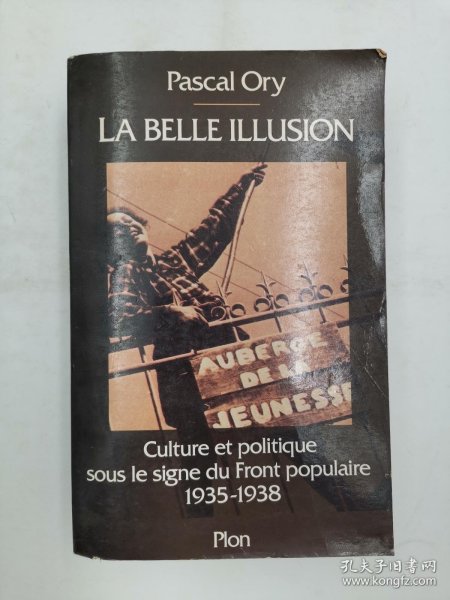 Pascal Ory
LA BELLE ILLUSION
AUBERGE
DE LA
JEUNESSE
Culture et politique
sous le signe du Front populaire
1935-1938
Plon
孔夫子旧书网
www.kongfz.com